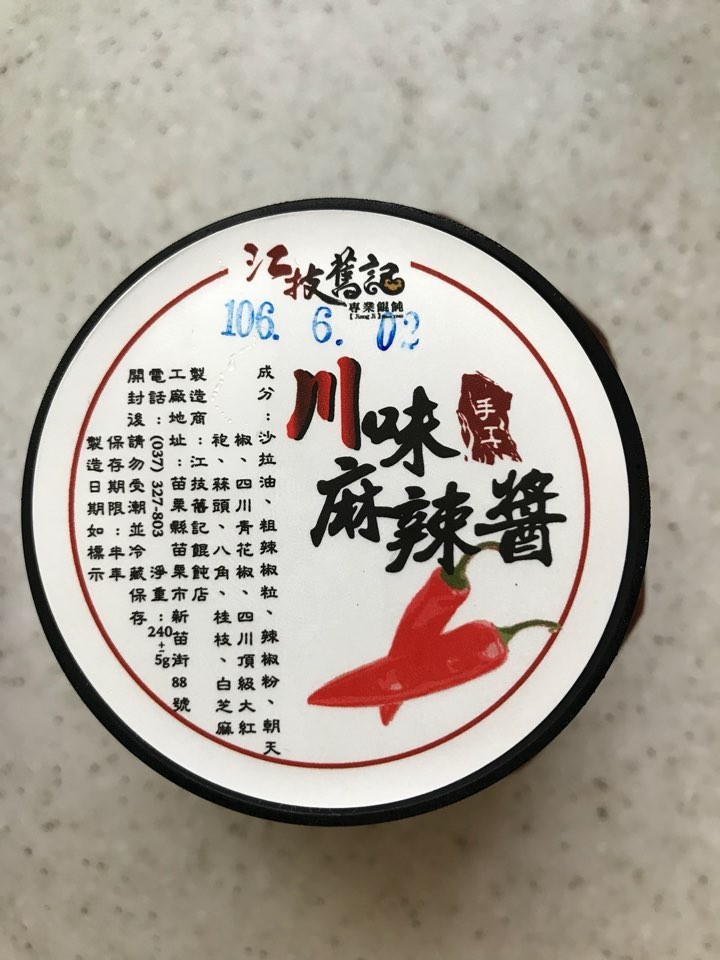 江技舊記
專業餛飩
【Jiang Ji】
106. 6. 02
手工
川味
麻辣醬
成分：沙拉油、粗辣椒粒、辣椒粉、朝天
椒、四川青花椒、四川頂級大紅
袍、蒜頭、八角、桂枝、白芝麻
製造商：江技舊記餛飩店
工廠地址：苗栗縣苗栗市新苗街88號
電話：(037) 327-803 淨重：240±5g
開封後請勿受潮並冷藏保存
保存期限：半年
製造日期如標示